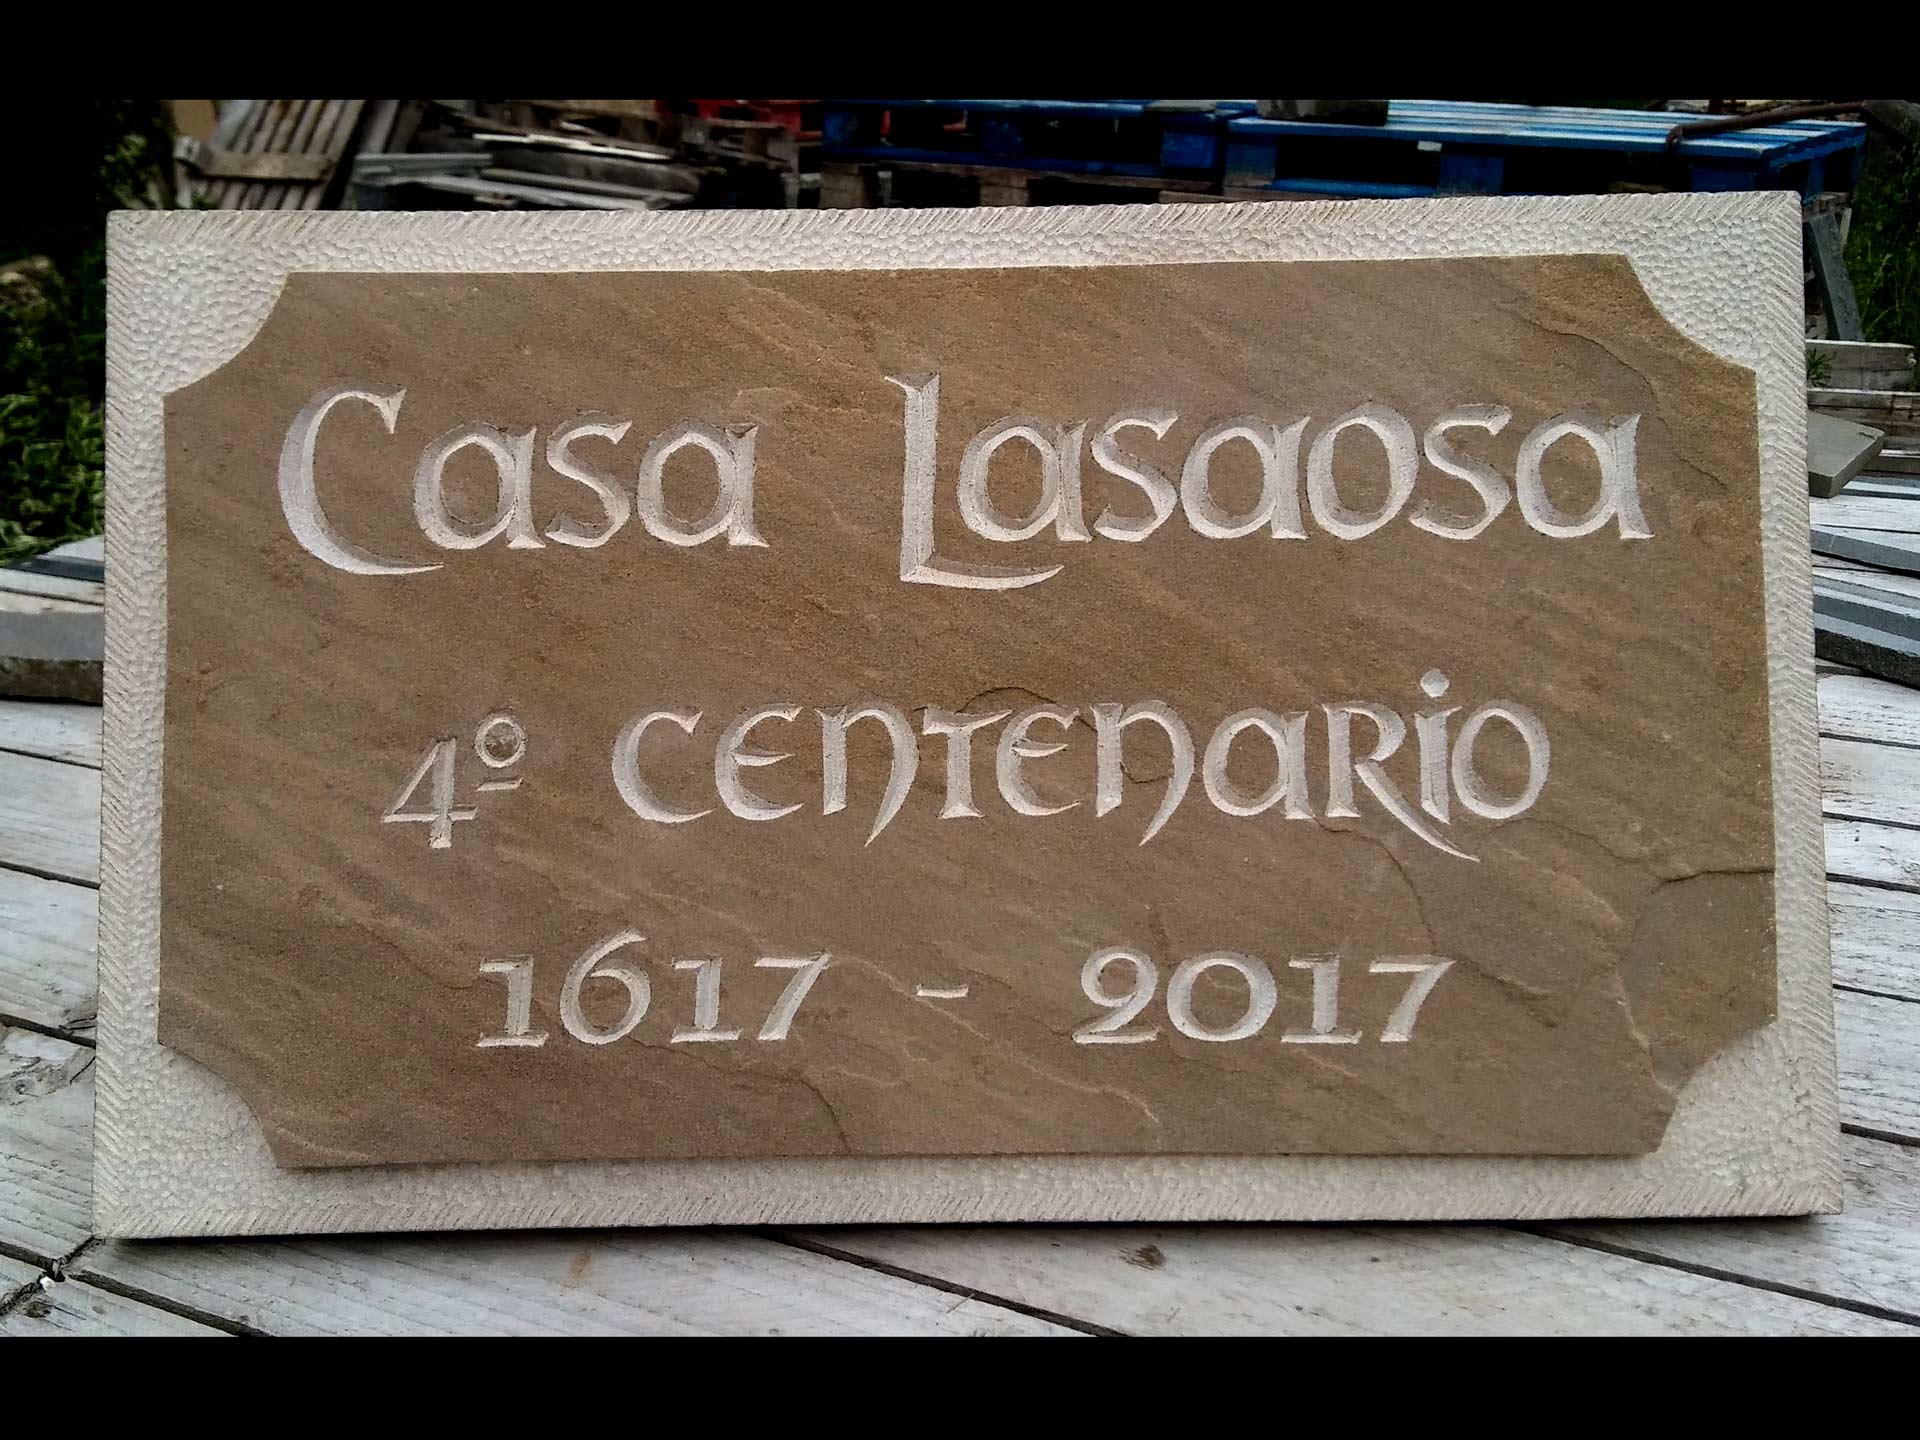 Casa Lasaosa
4º CENTENARIO
1617 - 2017